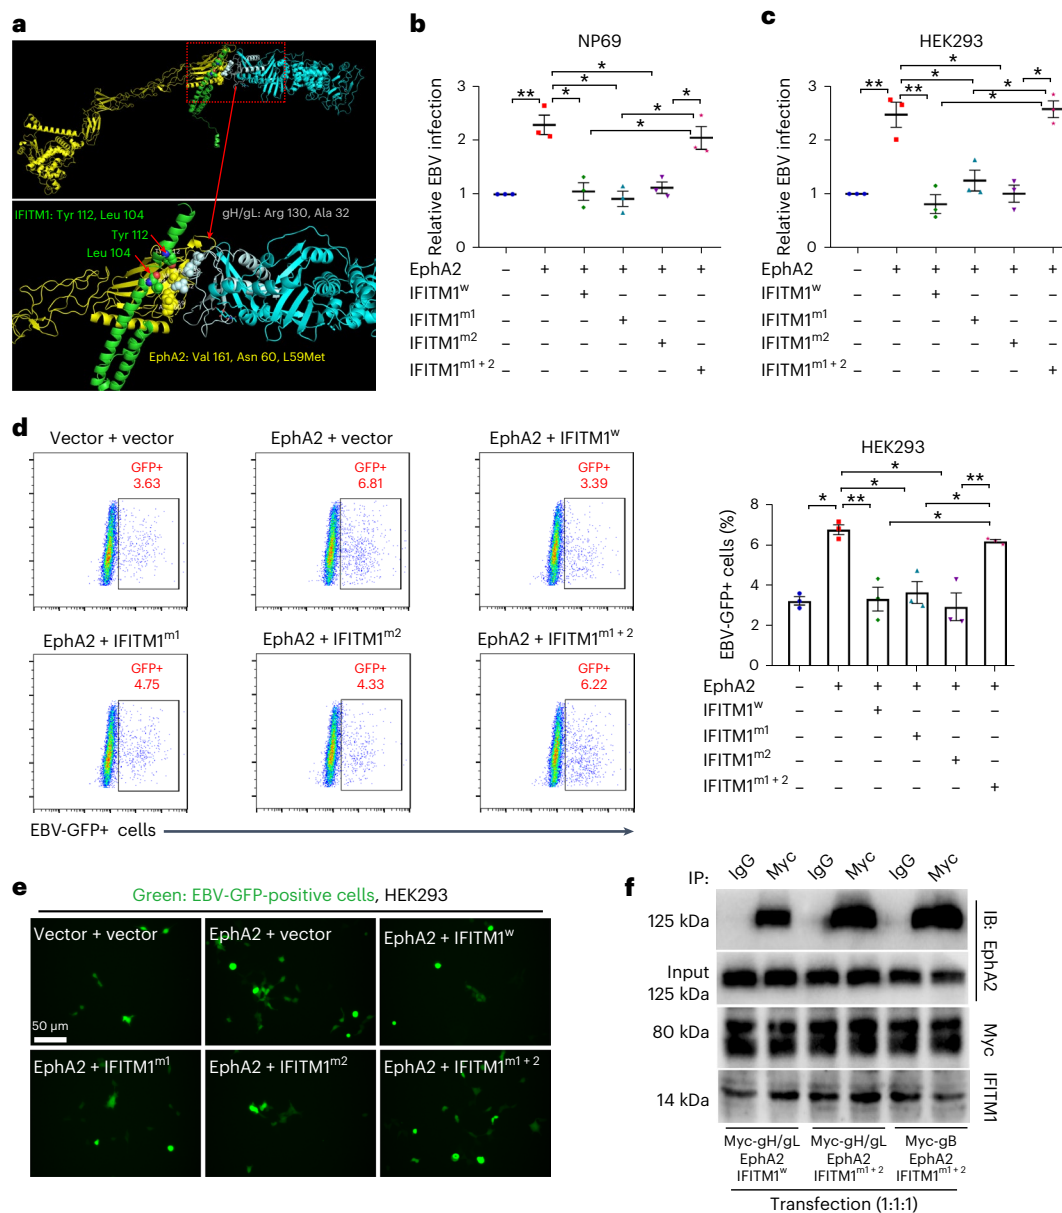 a
IFITM1: Tyr 112, Leu 104
gH/gL: Arg 130, Ala 32
Tyr 112
Leu 104
EphA2: Val 161, Asn 60, L59Met
b
NP69
** * * * * * *
Relative EBV infection
3
2
1
0
EphA2 – + + + + +
IFITM1w – – + – – –
IFITM1m1 – – – + – –
IFITM1m2 – – – – + –
IFITM1m1 + 2 – – – – – +
c
HEK293
** ** * * * * *
Relative EBV infection
3
2
1
0
EphA2 – + + + + +
IFITM1w – – + – – –
IFITM1m1 – – – + – –
IFITM1m2 – – – – + –
IFITM1m1 + 2 – – – – – +
d
Vector + vector
GFP+
3.63
EphA2 + vector
GFP+
6.81
EphA2 + IFITM1w
GFP+
3.39
EphA2 + IFITM1m1
GFP+
4.75
EphA2 + IFITM1m2
GFP+
4.33
EphA2 + IFITM1m1 + 2
GFP+
6.22
EBV-GFP+ cells
HEK293
* ** * * * * **
EBV-GFP+ cells (%)
8
6
4
2
0
EphA2 – + + + + +
IFITM1w – – + – – –
IFITM1m1 – – – + – –
IFITM1m2 – – – – + –
IFITM1m1 + 2 – – – – – +
e
Green: EBV-GFP-positive cells, HEK293
Vector + vector
EphA2 + vector
EphA2 + IFITM1w
50 µm
EphA2 + IFITM1m1
EphA2 + IFITM1m2
EphA2 + IFITM1m1 + 2
f
IP: IgG Myc IgG Myc IgG Myc
125 kDa
IB: EphA2
Input
125 kDa
80 kDa
Myc
14 kDa
IFITM1
Myc-gH/gL Myc-gH/gL Myc-gB
EphA2 EphA2 EphA2
IFITM1w IFITM1m1 + 2 IFITM1m1 + 2
Transfection (1:1:1)